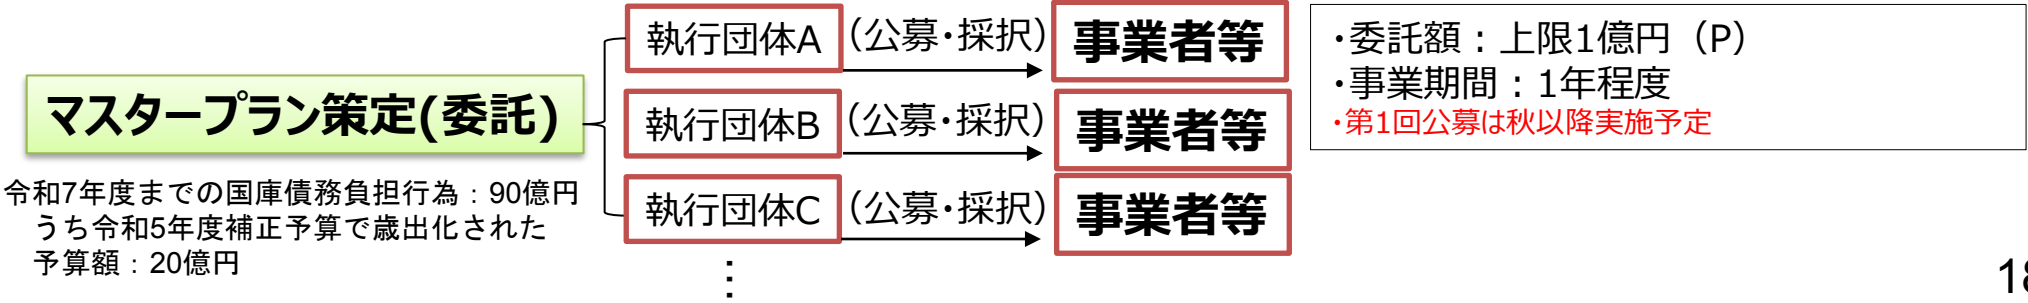 マスタープラン策定(委託)
令和7年度までの国庫債務負担行為：90億円
うち令和5年度補正予算で歳出化された
予算額：20億円
執行団体A
（公募・採択）
事業者等
執行団体B
（公募・採択）
事業者等
執行団体C
（公募・採択）
事業者等
⋮
・委託額：上限1億円（P）
・事業期間：1年程度
・第1回公募は秋以降実施予定